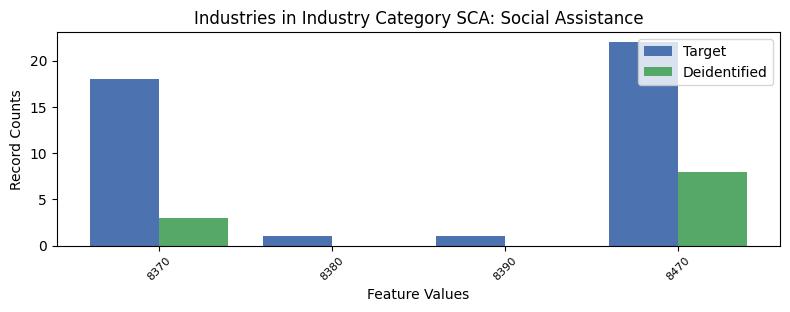 Industries in Industry Category SCA: Social Assistance
Target
Deidentified
Record Counts
20
15
10
5
0
8370
8380
8390
8470
Feature Values